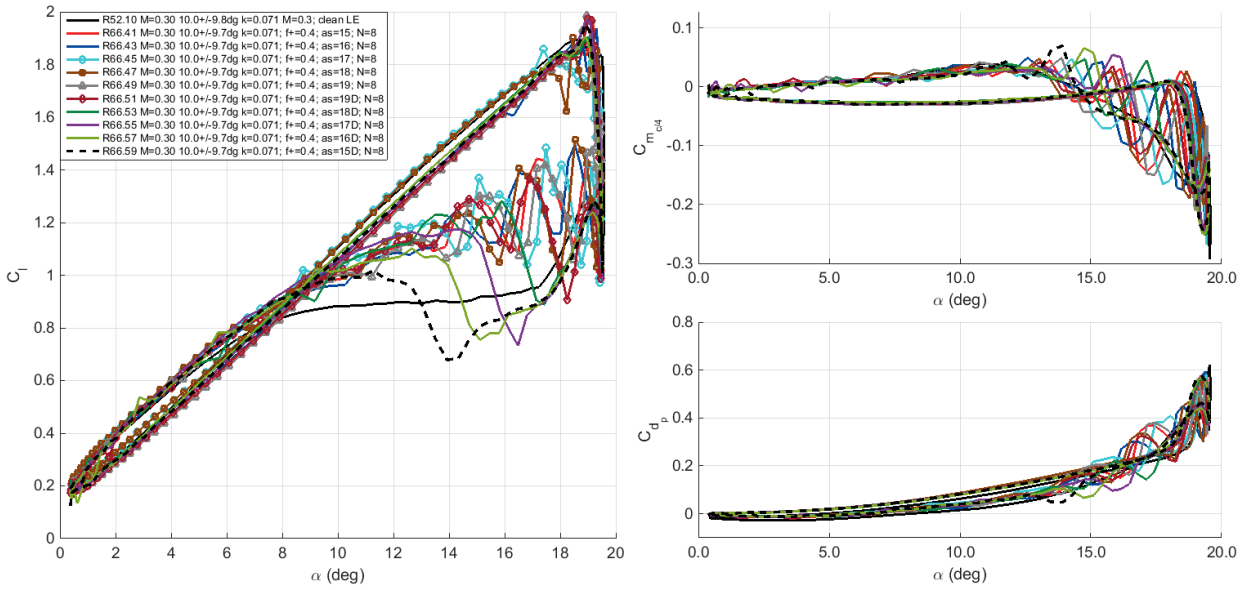 2
1.8
1.6
1.4
1.2
1
0.8
0.6
0.4
0.2
0
C_l
0 2 4 6 8 10 12 14 16 18 20
α (deg)
R52.10 M=0.30 10.0+/-9.8dg k=0.071 M=0.3; clean LE
R66.41 M=0.30 10.0+/-9.7dg k=0.071; f+=0.4; as=15; N=8
R66.43 M=0.30 10.0+/-9.7dg k=0.071; f+=0.4; as=16; N=8
R66.45 M=0.30 10.0+/-9.7dg k=0.071; f+=0.4; as=17; N=8
R66.47 M=0.30 10.0+/-9.7dg k=0.071; f+=0.4; as=18; N=8
R66.49 M=0.30 10.0+/-9.7dg k=0.071; f+=0.4; as=19; N=8
R66.51 M=0.30 10.0+/-9.7dg k=0.071; f+=0.4; as=19D; N=8
R66.53 M=0.30 10.0+/-9.7dg k=0.071; f+=0.4; as=18D; N=8
R66.55 M=0.30 10.0+/-9.7dg k=0.071; f+=0.4; as=17D; N=8
R66.57 M=0.30 10.0+/-9.7dg k=0.071; f+=0.4; as=16D; N=8
R66.59 M=0.30 10.0+/-9.7dg k=0.071; f+=0.4; as=15D; N=8
0.1
0
-0.1
-0.2
-0.3
C_m_c/4
0.0 5.0 10.0 15.0 20.0
α (deg)
0.8
0.6
0.4
0.2
0
C_d_p
0.0 5.0 10.0 15.0 20.0
α (deg)